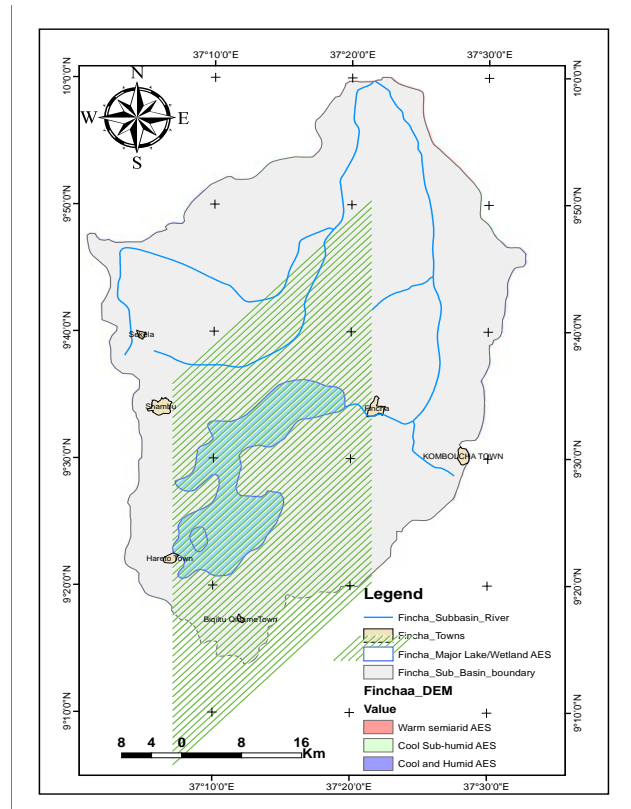 37°10'0"E 37°20'0"E 37°30'0"E
10°0'0"N 10°0'0"N
N
W E
S
9°50'0"N 9°50'0"N
9°40'0"N 9°40'0"N
Sekela
Shambu
Fincha
9°30'0"N 9°30'0"N
KOMBOLCHA TOWN
Hareto Town
9°20'0"N 9°20'0"N
Legend
Fincha_Subbasin_River
Fincha_Towns
Fincha_Major Lake/Wetland AES
Fincha_Sub_Basin_boundary
Finchaa_DEM
Value
Warm semiarid AES
Cool Sub-humid AES
Cool and Humid AES
Biqiltu Town
9°10'0"N 9°10'0"N
8 4 0 8 16
Km
37°10'0"E 37°20'0"E 37°30'0"E